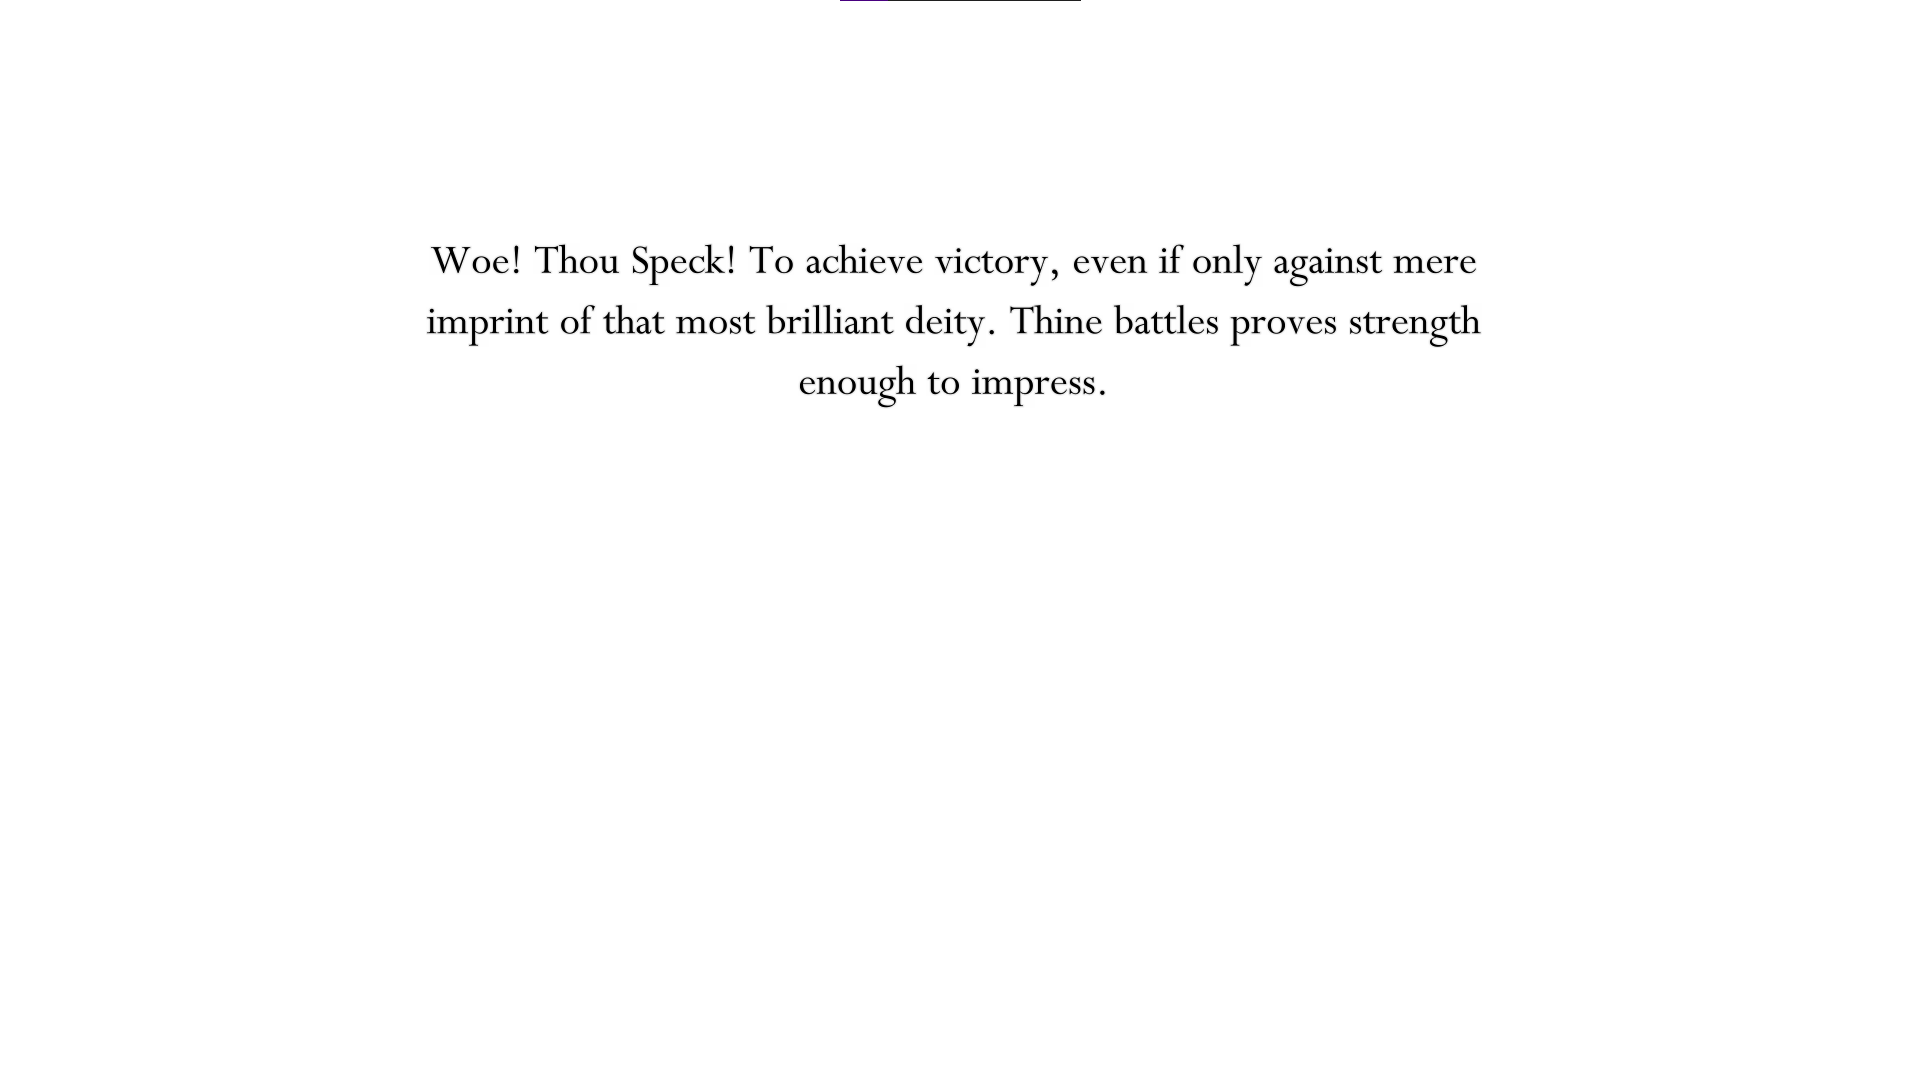 Woe! Thou Speck! To achieve victory, even if only against mere
imprint of that most brilliant deity. Thine battles proves strength
enough to impress.